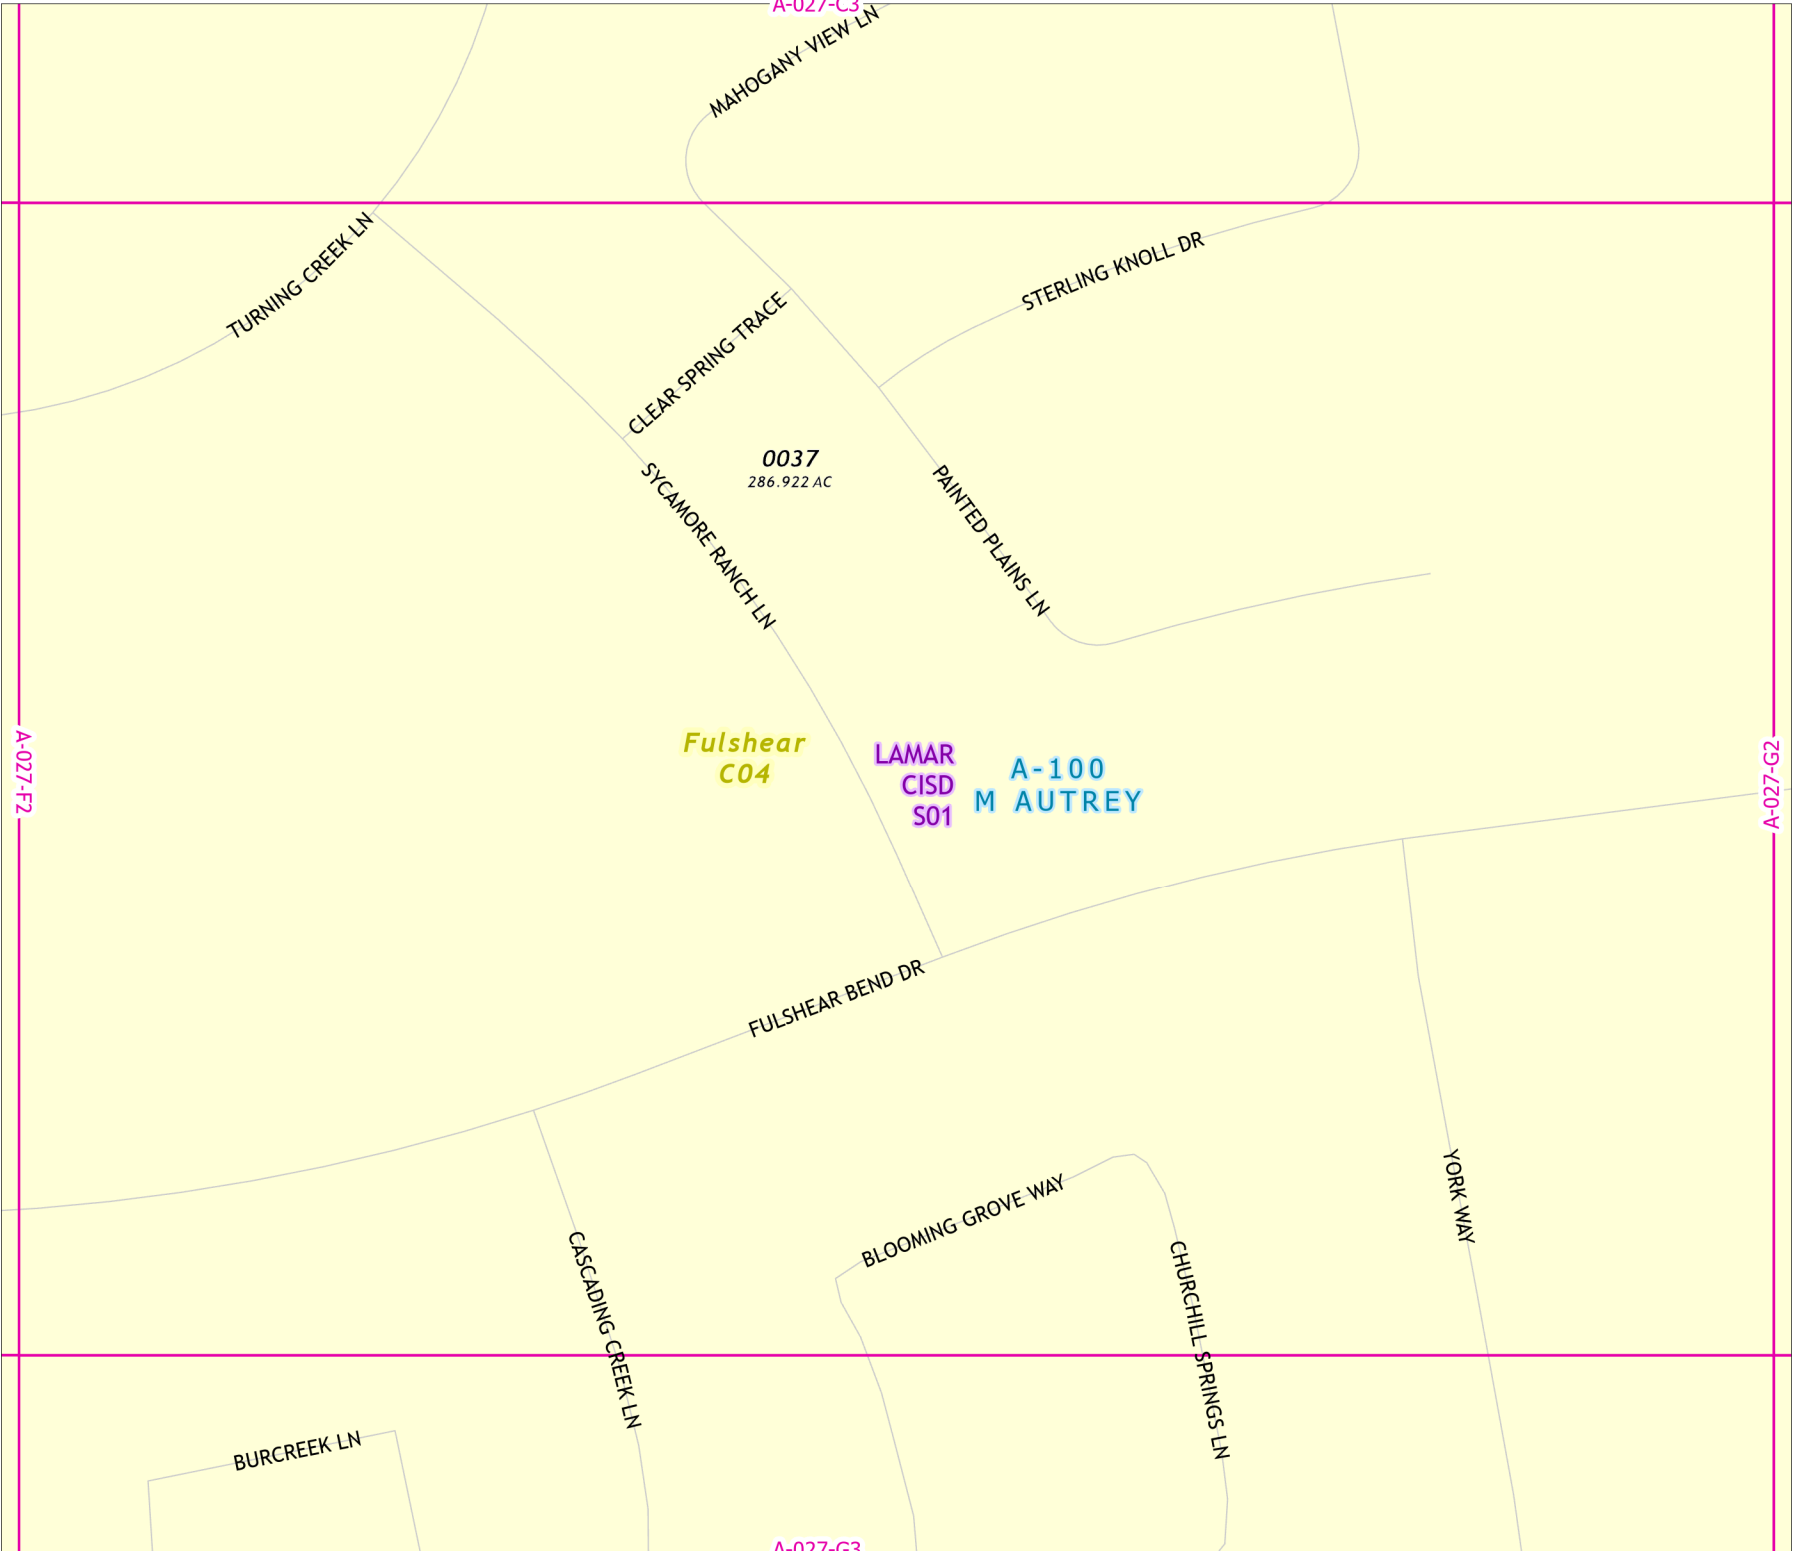 A-027-C3
MAHOGANY VIEW LN
TURNING CREEK LN
STERLING KNOLL DR
CLEAR SPRING TRACE
0037
286.922 AC
SYCAMORE RANCH LN
PAINTED PLAINS LN
A-027-F2
Fulshear
C04
LAMAR
CISD
S01
A-100
M AUTREY
A-027-G2
FULSHEAR BEND DR
YORK WAY
BLOOMING GROVE WAY
CASCADING CREEK LN
CHURCHILL SPRINGS LN
BURCREEK LN
A-027-G3